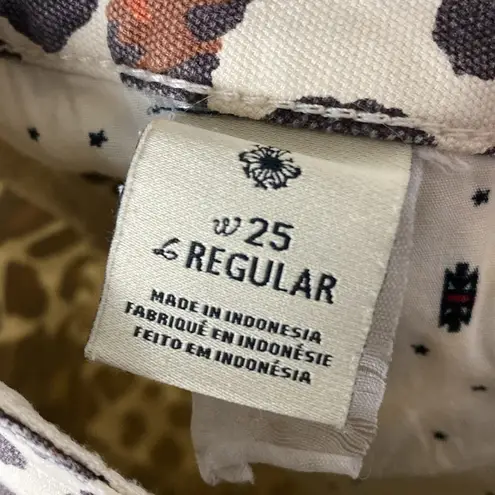 w 25
L REGULAR
MADE IN INDONESIA
FABRIQUÉ EN INDONÉSIE
FEITO EM INDONÉSIA